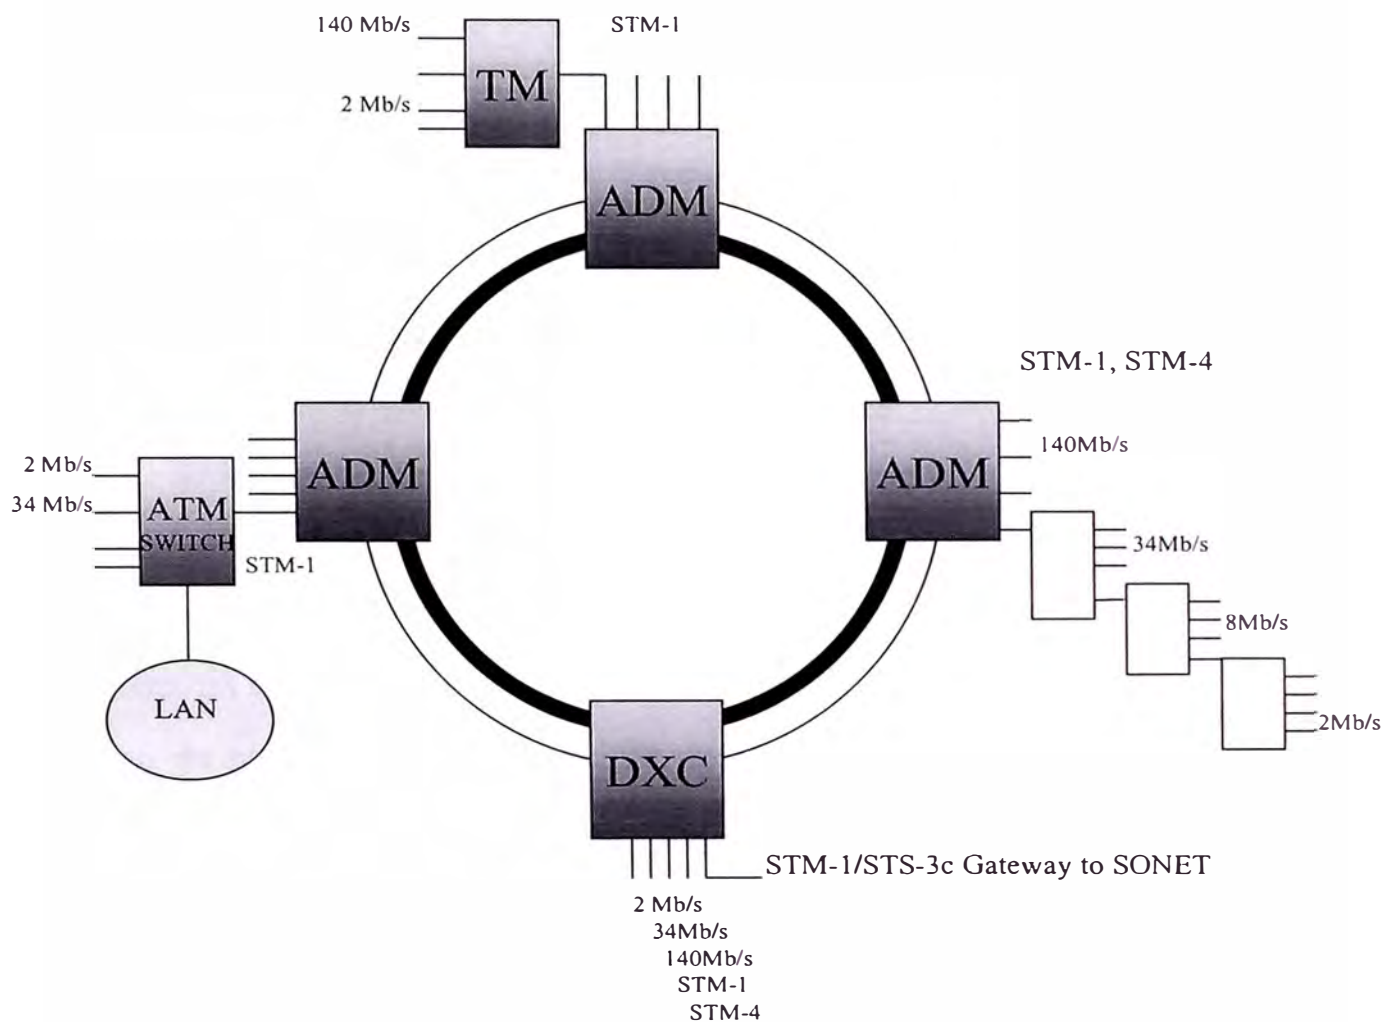 140 Mb/s
STM-1
TM
2 Mb/s
ADM
STM-1, STM-4
ADM
ADM
140Mb/s
2 Mb/s
34 Mb/s
ATM
SWITCH
STM-1
34Mb/s
8Mb/s
LAN
2Mb/s
DXC
STM-1/STS-3c Gateway to SONET
2 Mb/s
34Mb/s
140Mb/s
STM-1
STM-4